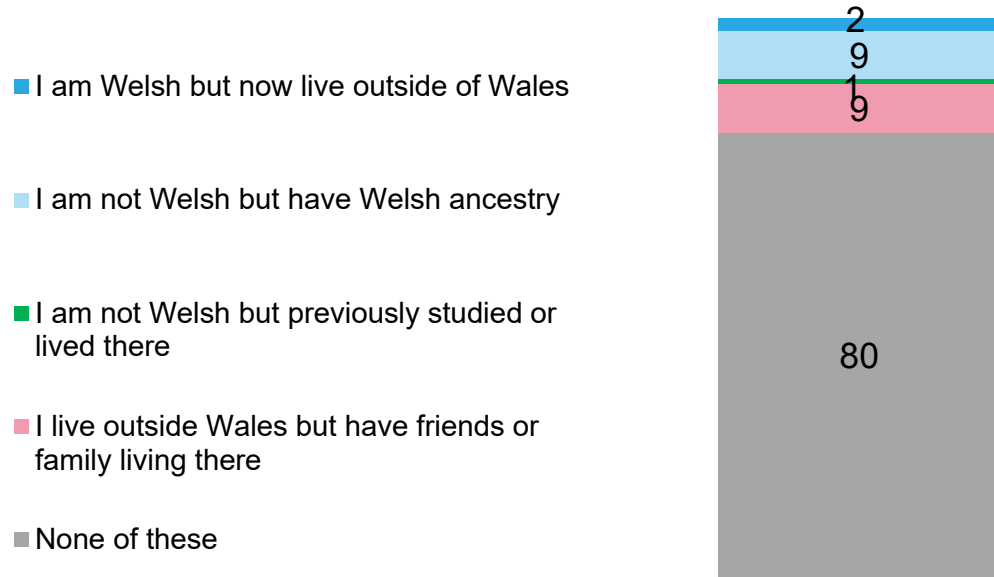 I am Welsh but now live outside of Wales
I am not Welsh but have Welsh ancestry
I am not Welsh but previously studied or
lived there
I live outside Wales but have friends or
family living there
None of these
2
9
1
9
80